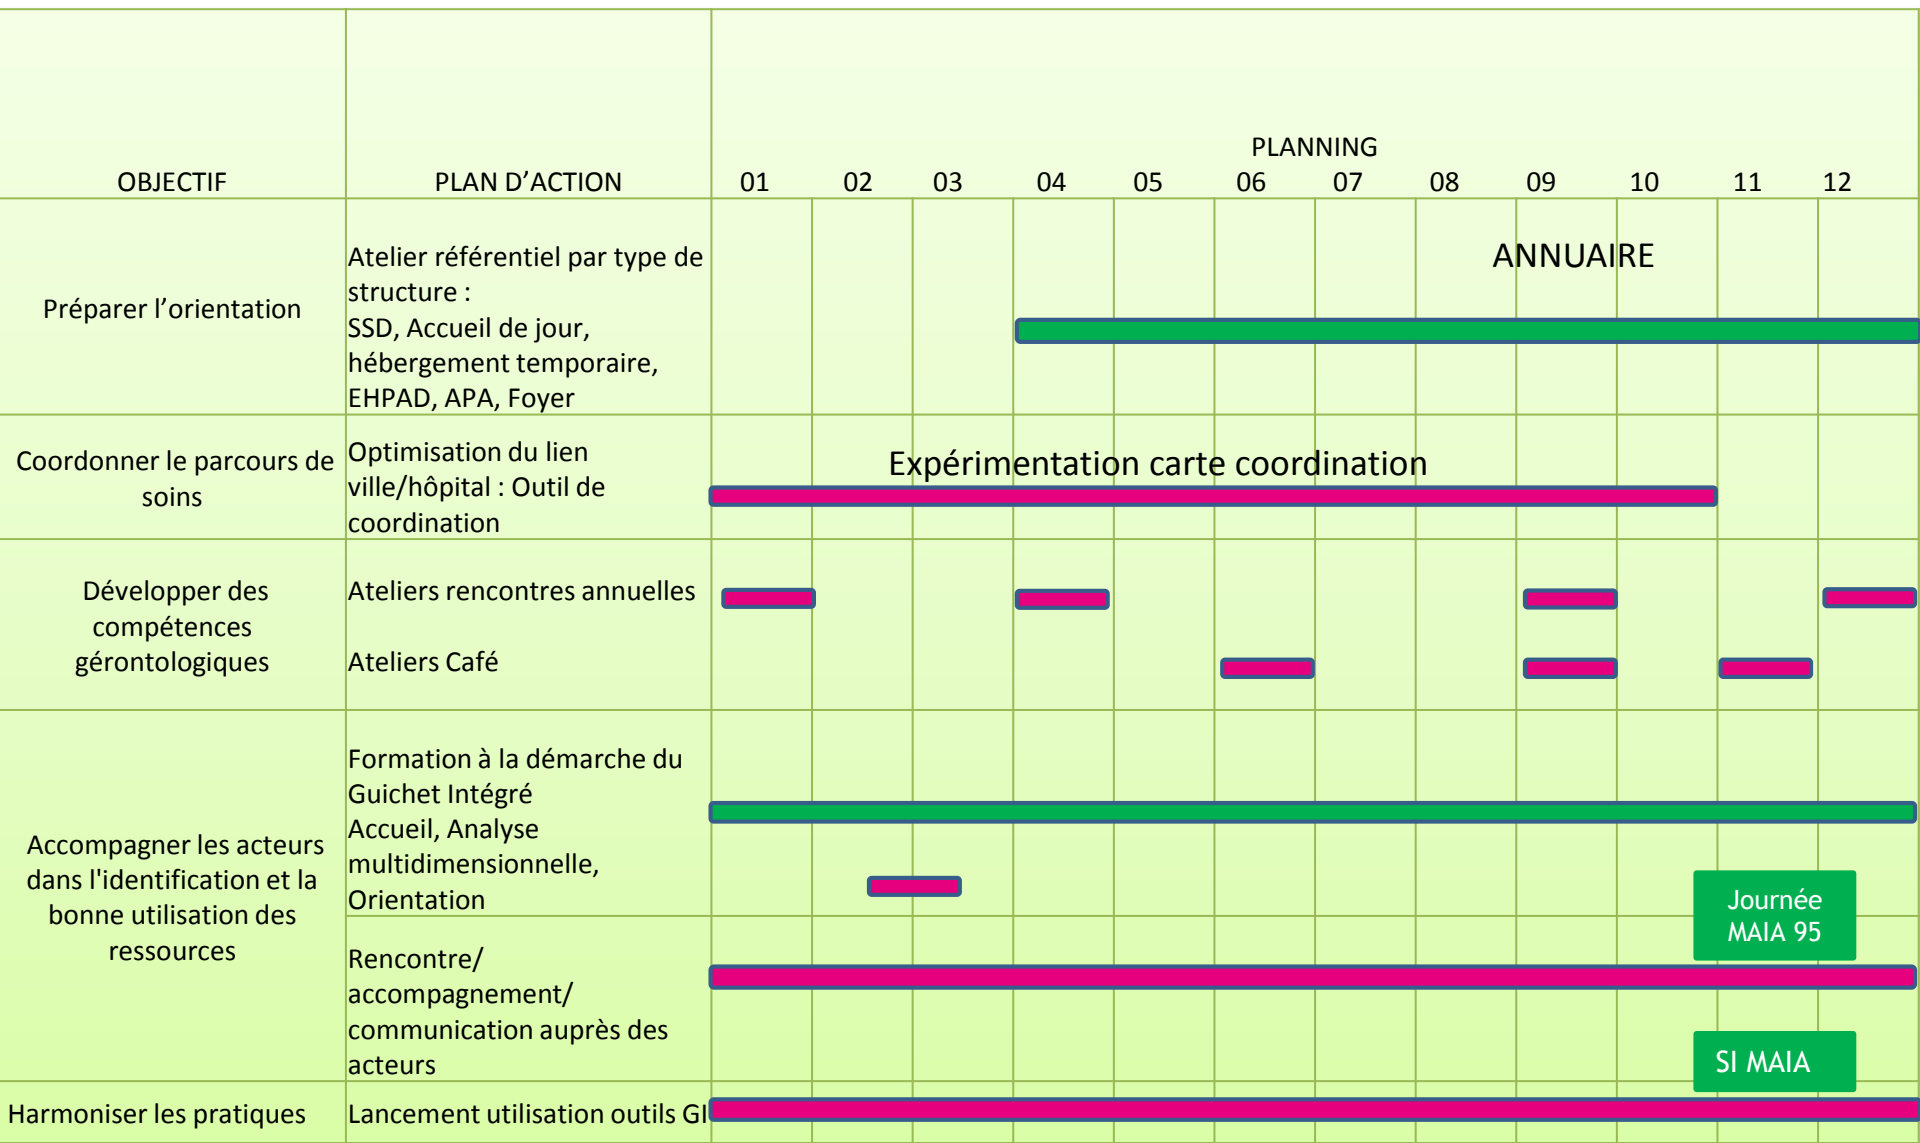 PLANNING
OBJECTIF
PLAN D’ACTION
01 02 03 04 05 06 07 08 09 10 11 12
Préparer l’orientation
Atelier référentiel par type de
structure :
SSD, Accueil de jour,
hébergement temporaire,
EHPAD, APA, Foyer
ANNUAIRE
Coordonner le parcours de
soins
Optimisation du lien
ville/hôpital : Outil de
coordination
Expérimentation carte coordination
Développer des
compétences
gérontologiques
Ateliers rencontres annuelles
Ateliers Café
Accompagner les acteurs
dans l'identification et la
bonne utilisation des
ressources
Formation à la démarche du
Guichet Intégré
Accueil, Analyse
multidimensionnelle,
Orientation
Journée
MAIA 95
Rencontre/
accompagnement/
communication auprès des
acteurs
SI MAIA
Harmoniser les pratiques
Lancement utilisation outils GI